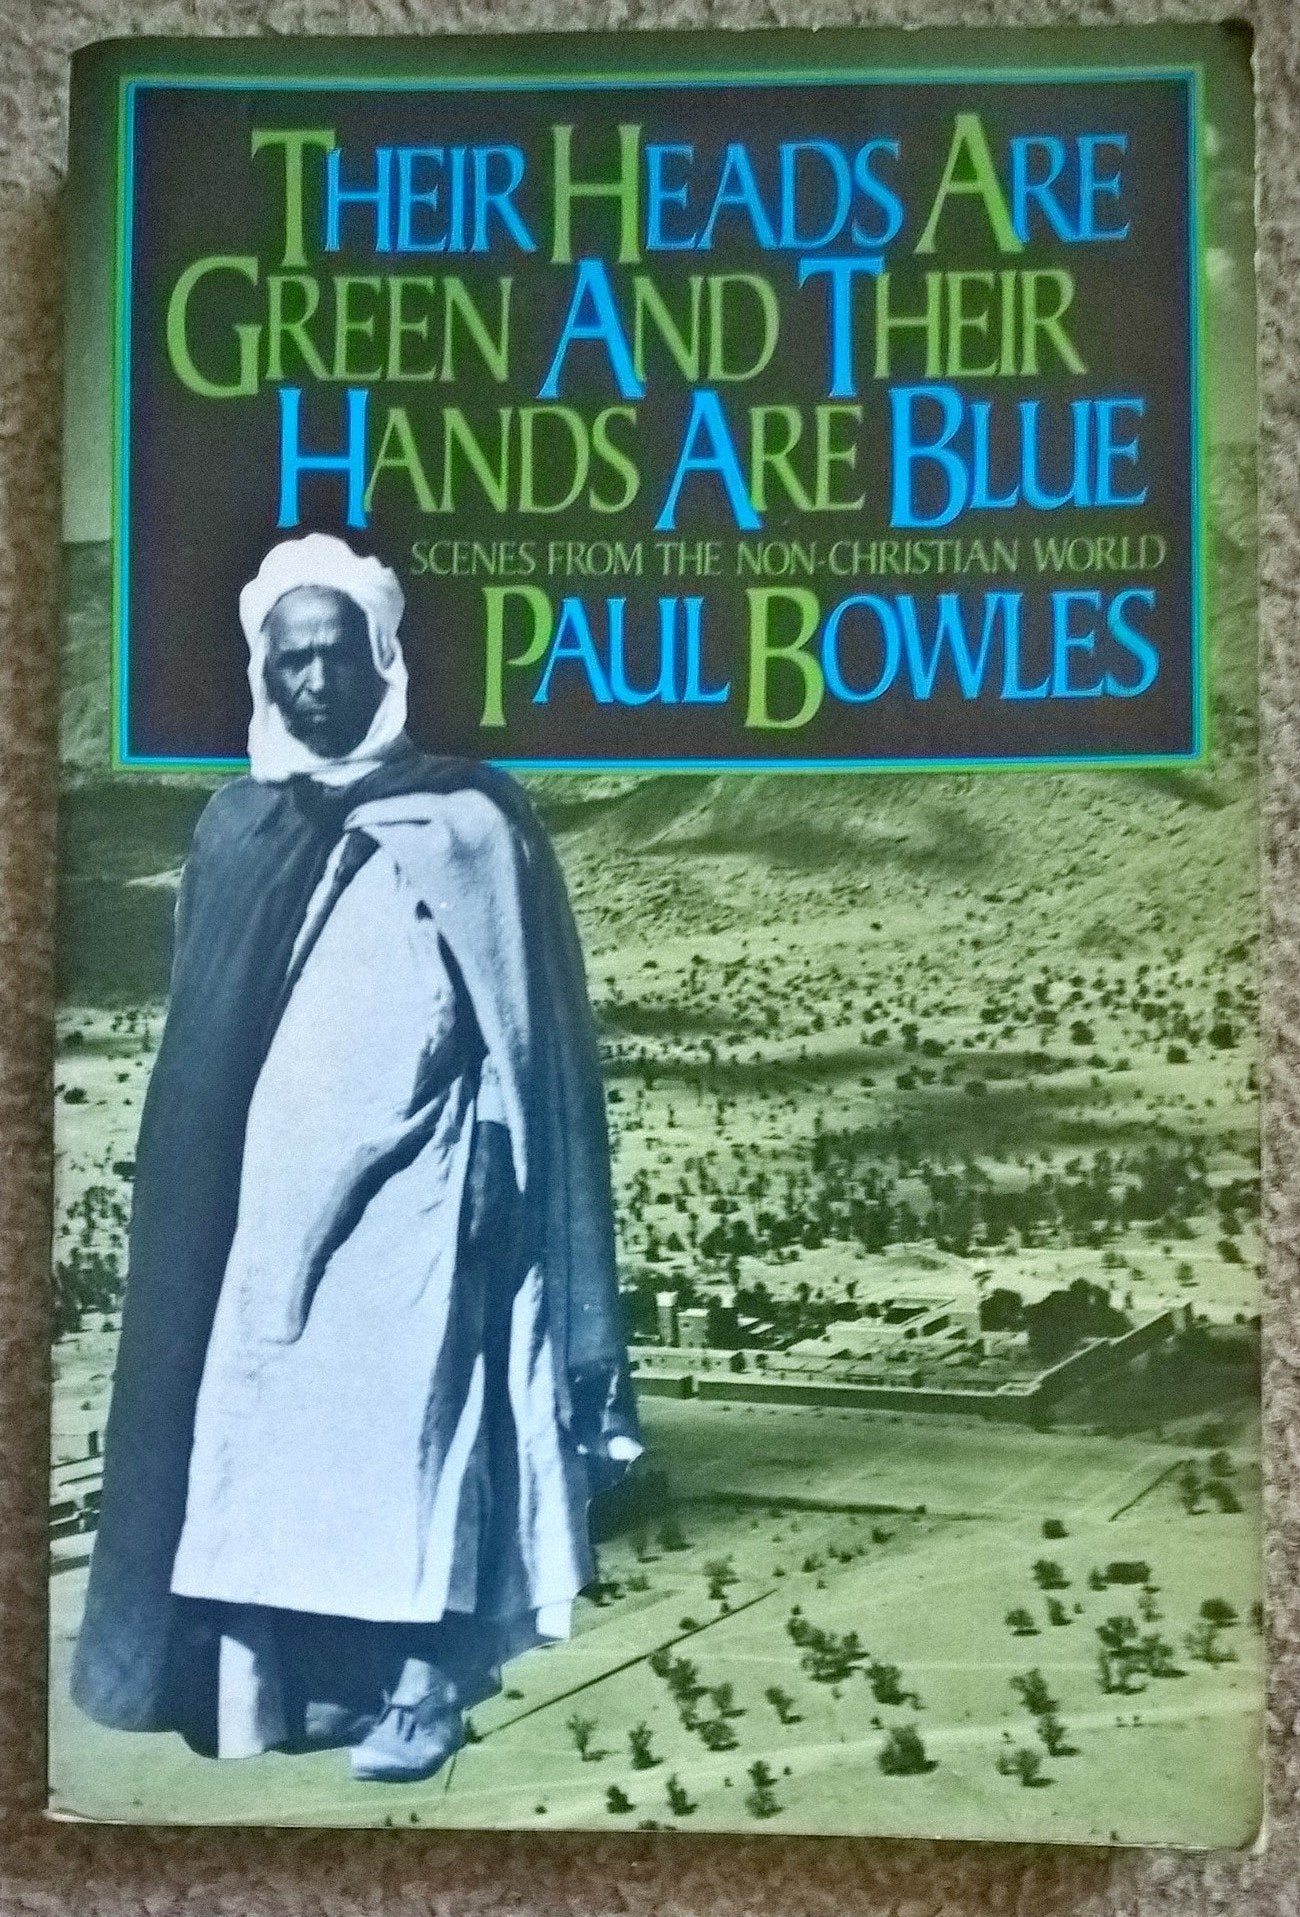 Their Heads Are
Green And Their
Hands Are Blue
SCENES FROM THE NON-CHRISTIAN WORLD
Paul Bowles